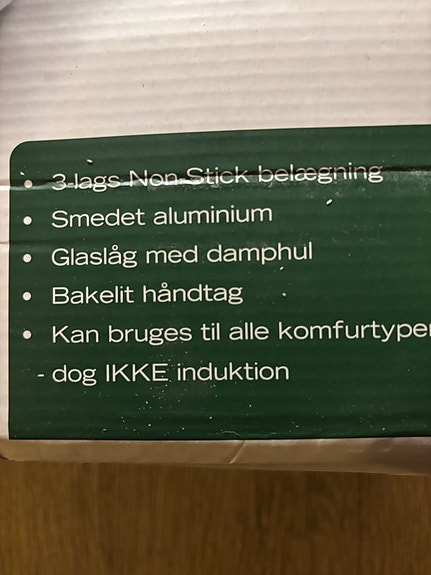 • 3-lags Non-Stick belægning
• Smedet aluminium
• Glaslåg med damphul
• Bakelit håndtag
• Kan bruges til alle komfurtyper
- dog IKKE induktion